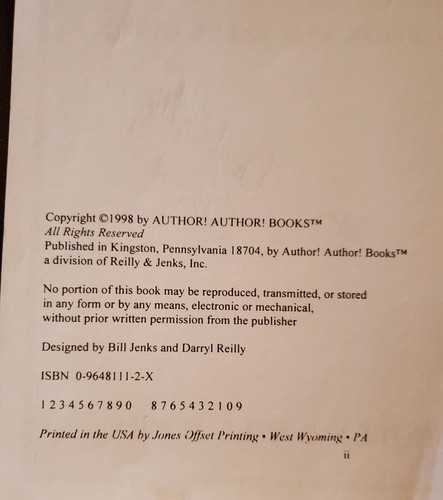 Copyright ©1998 by AUTHOR! AUTHOR! BOOKS™
All Rights Reserved
Published in Kingston, Pennsylvania 18704, by Author! Author! Books™
a division of Reilly & Jenks, Inc.
No portion of this book may be reproduced, transmitted, or stored
in any form or by any means, electronic or mechanical,
without prior written permission from the publisher
Designed by Bill Jenks and Darryl Reilly
ISBN 0-9648111-2-X
1 2 3 4 5 6 7 8 9 0 8 7 6 5 4 3 2 1 0 9
Printed in the USA by Jones Offset Printing • West Wyoming • PA
ii